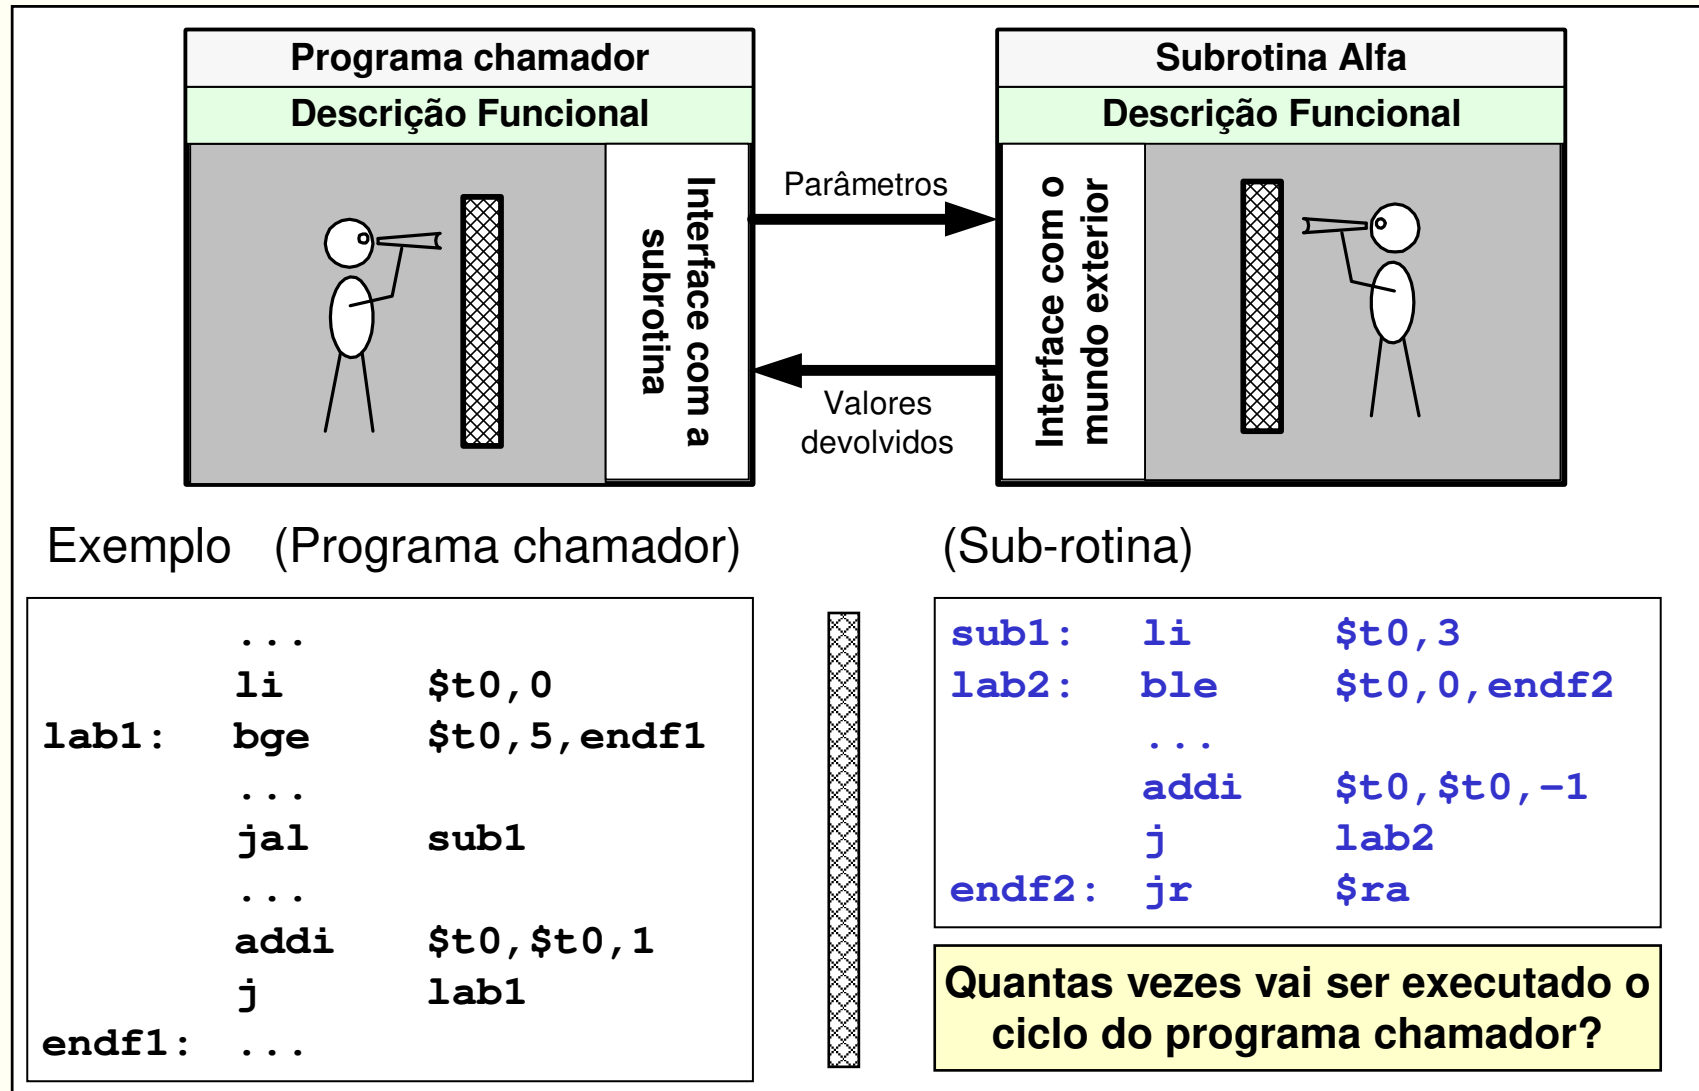 Programa chamador
Descrição Funcional
Interface com a
subrotina
Parâmetros
Valores
devolvidos
Subrotina Alfa
Descrição Funcional
Interface com o
mundo exterior
Exemplo (Programa chamador)
...
li $t0,0
lab1: bge $t0,5,endf1
...
jal sub1
...
addi $t0,$t0,1
j lab1
endf1: ...
(Sub-rotina)
sub1: li $t0,3
lab2: ble $t0,0,endf2
...
addi $t0,$t0,−1
j lab2
endf2: jr $ra
Quantas vezes vai ser executado o
ciclo do programa chamador?